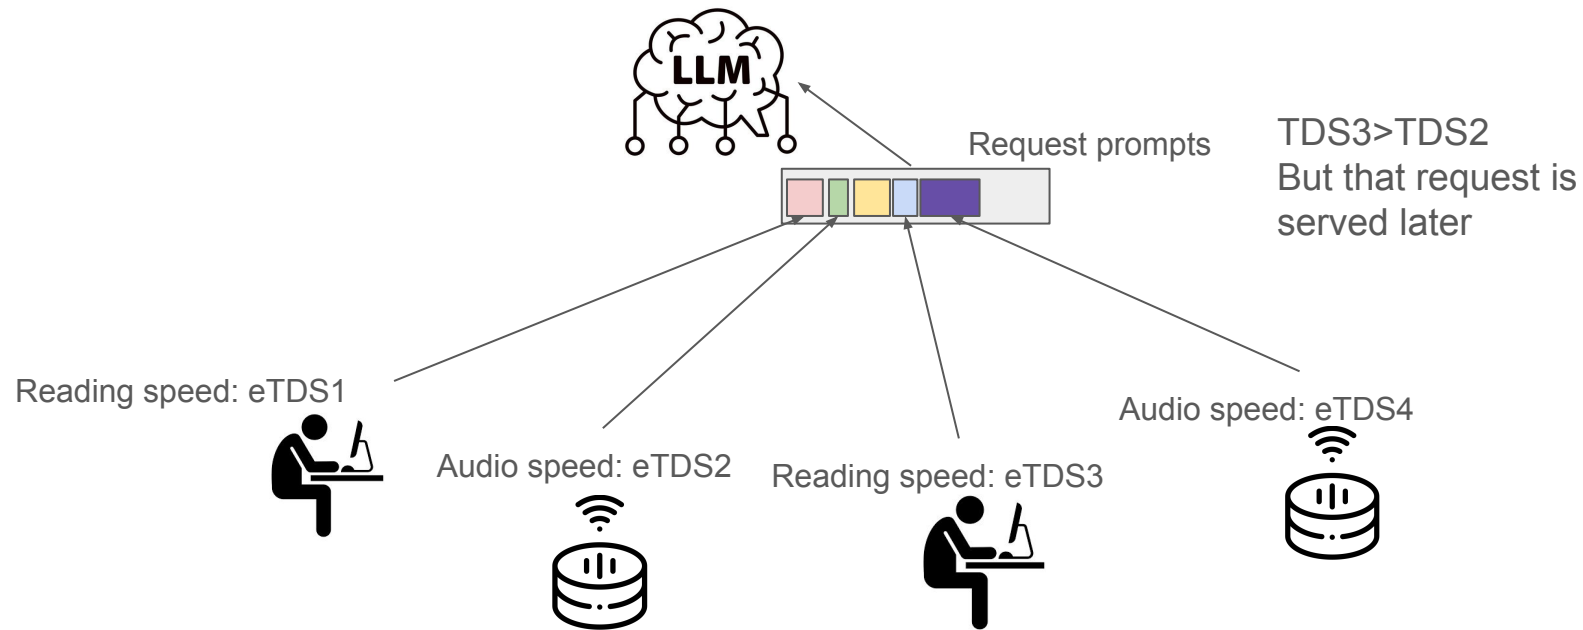 LLM
Request prompts
TDS3>TDS2
But that request is
served later
Reading speed: eTDS1
Audio speed: eTDS2
Reading speed: eTDS3
Audio speed: eTDS4